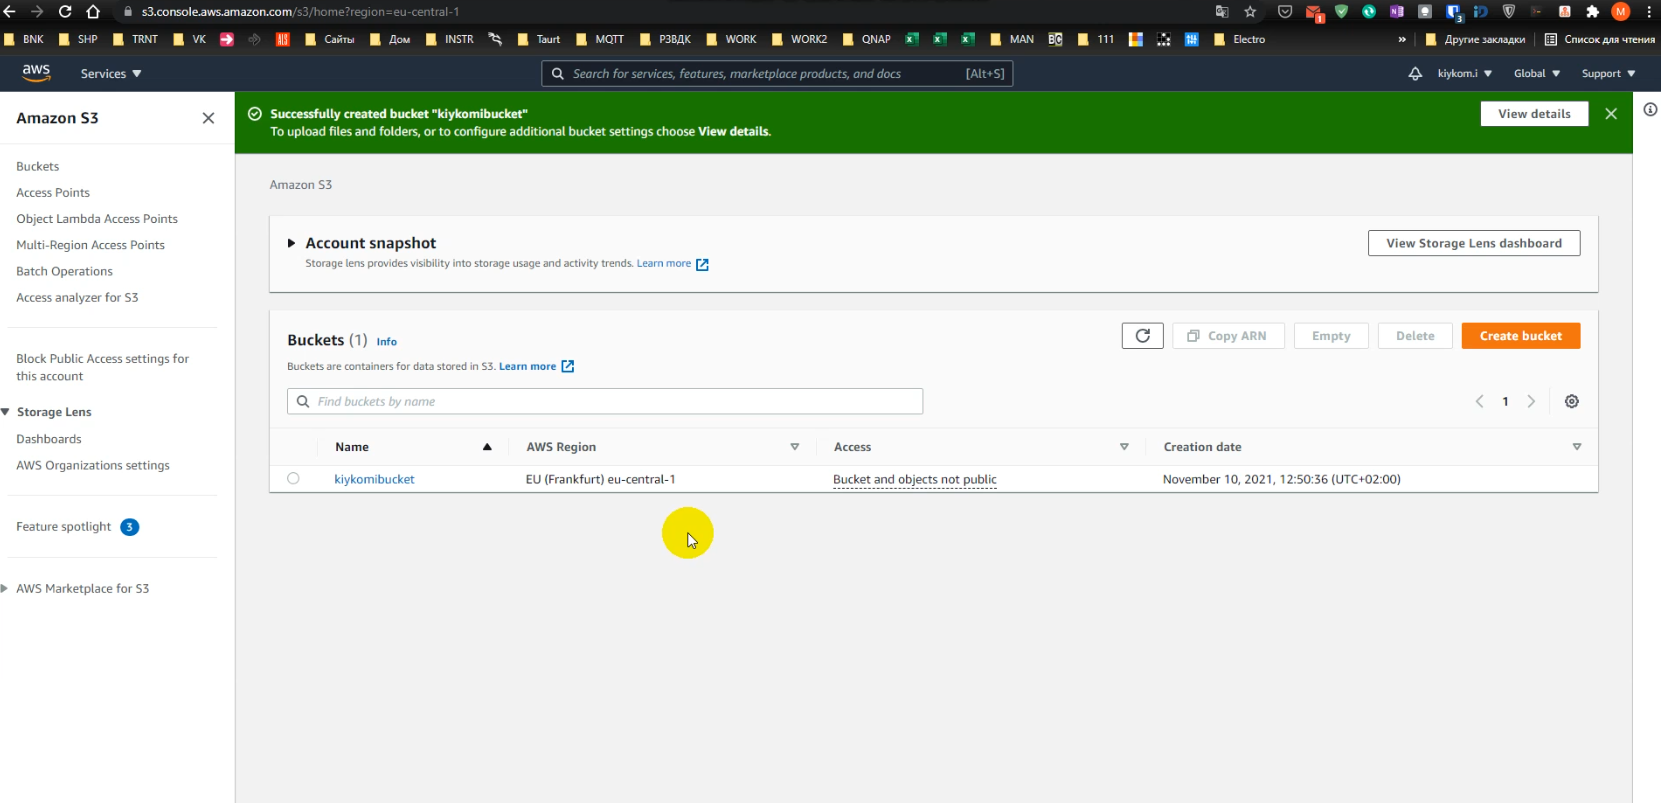 s3.console.aws.amazon.com/s3/home?region=eu-central-1
1
3
M
BNK SHP TRNT VK Сайты Дом INSTR Taurt MQTT РЗВДК WORK WORK2 QNAP MAN BC 111 Electro » Другие закладки Список для чтения
aws Services Search for services, features, marketplace products, and docs [Alt+S] kiykom.i Global Support
Amazon S3
Buckets
Access Points
Object Lambda Access Points
Multi-Region Access Points
Batch Operations
Access analyzer for S3
Block Public Access settings for
this account
Storage Lens
Dashboards
AWS Organizations settings
Feature spotlight 3
AWS Marketplace for S3
Successfully created bucket "kiykomibucket"
To upload files and folders, or to configure additional bucket settings choose View details.
View details
Amazon S3
Account snapshot
Storage lens provides visibility into storage usage and activity trends. Learn more
View Storage Lens dashboard
Buckets (1) Info
Copy ARN Empty Delete Create bucket
Buckets are containers for data stored in S3. Learn more
Find buckets by name
1
Name AWS Region Access Creation date
kiykomibucket EU (Frankfurt) eu-central-1 Bucket and objects not public November 10, 2021, 12:50:36 (UTC+02:00)